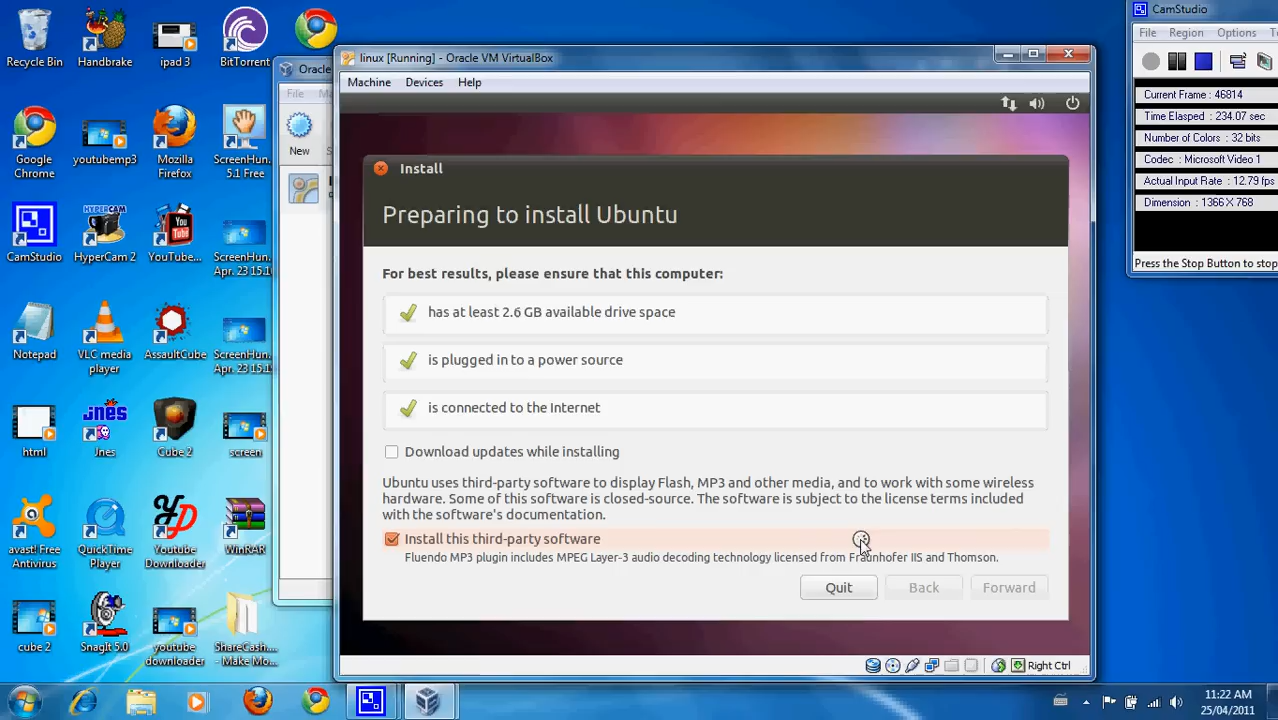 Recycle Bin
Handbrake
ipad 3
BitTorrent
Google Chrome
youtubemp3
Mozilla Firefox
ScreenHun... 5.1 Free
CamStudio
HyperCam 2
YouTube...
ScreenHun... Apr. 23 15.1
Notepad
VLC media player
AssaultCube
ScreenHun... Apr. 23 15.1
html
Jnes
Cube 2
screen
avast! Free Antivirus
QuickTime Player
Youtube Downloader
WinRAR
cube 2
SnagIt 5.0
youtube downloader
ShareCash.... - Make Mo...
Oracle
File
New
linux [Running] - Oracle VM VirtualBox
Machine Devices Help
Install
Preparing to install Ubuntu
For best results, please ensure that this computer:
has at least 2.6 GB available drive space
is plugged in to a power source
is connected to the Internet
Download updates while installing
Ubuntu uses third-party software to display Flash, MP3 and other media, and to work with some wireless
hardware. Some of this software is closed-source. The software is subject to the license terms included
with the software's documentation.
Install this third-party software
Fluendo MP3 plugin includes MPEG Layer-3 audio decoding technology licensed from Fraunhofer IIS and Thomson.
Quit Back Forward
Right Ctrl
CamStudio
File Region Options
Current Frame : 46814
Time Elasped : 234.07 sec
Number of Colors : 32 bits
Codec : Microsoft Video 1
Actual Input Rate : 12.79 fps
Dimension : 1366 X 768
Press the Stop Button to stop
11:22 AM
25/04/2011